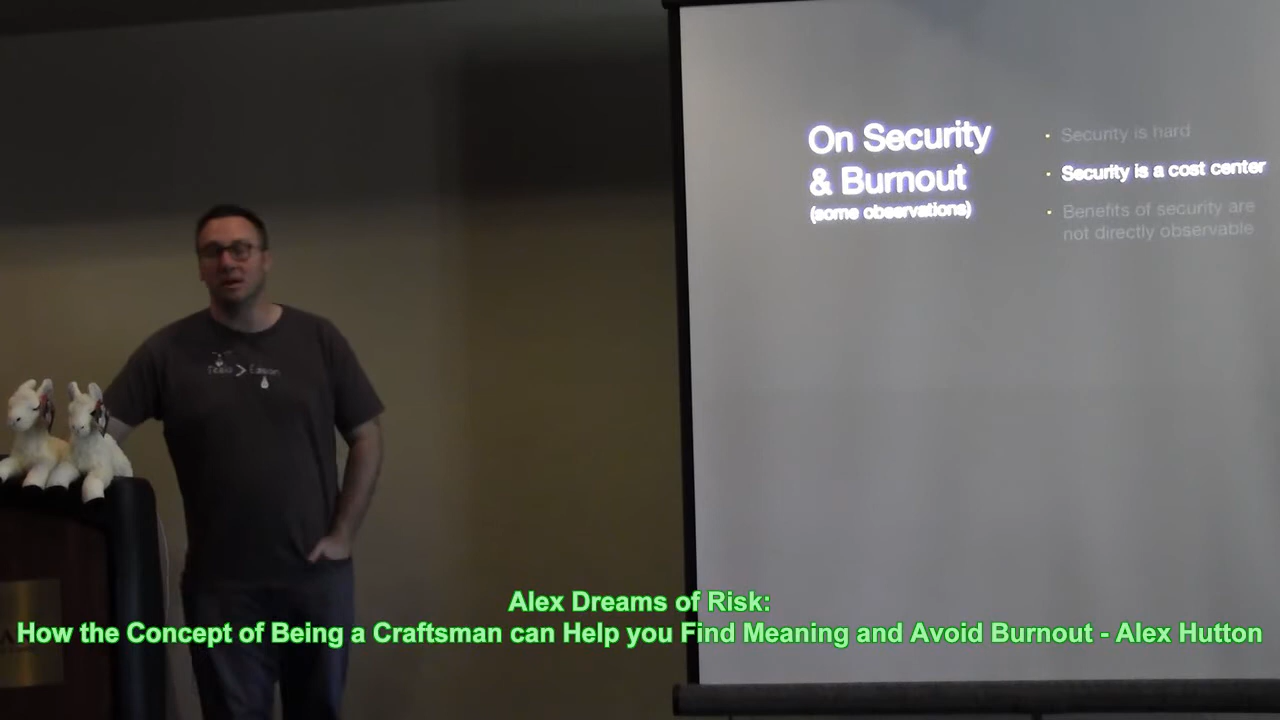 On Security
& Burnout
(some observations)
• Security is hard
• Security is a cost center
• Benefits of security are
not directly observable
Tesla > Edison
Alex Dreams of Risk:
How the Concept of Being a Craftsman can Help you Find Meaning and Avoid Burnout - Alex Hutton